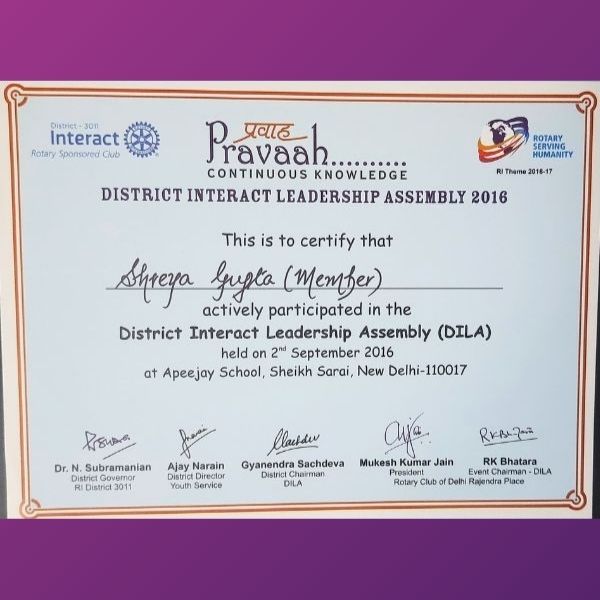 District - 3011
Interact
Rotary Sponsored Club
प्रवाह
Pravaah..........
CONTINUOUS KNOWLEDGE
ROTARY
SERVING
HUMANITY
RI Theme 2016-17
DISTRICT INTERACT LEADERSHIP ASSEMBLY 2016
This is to certify that
Shreya Gupta (Member)
actively participated in the
District Interact Leadership Assembly (DILA)
held on 2nd September 2016
at Apeejay School, Sheikh Sarai, New Delhi-110017
Dr. N. Subramanian
District Governor
RI District 3011
Ajay Narain
District Director
Youth Service
Gyanendra Sachdeva
District Chairman
DILA
Mukesh Kumar Jain
President
Rotary Club of Delhi Rajendra Place
RK Bhatara
Event Chairman - DILA